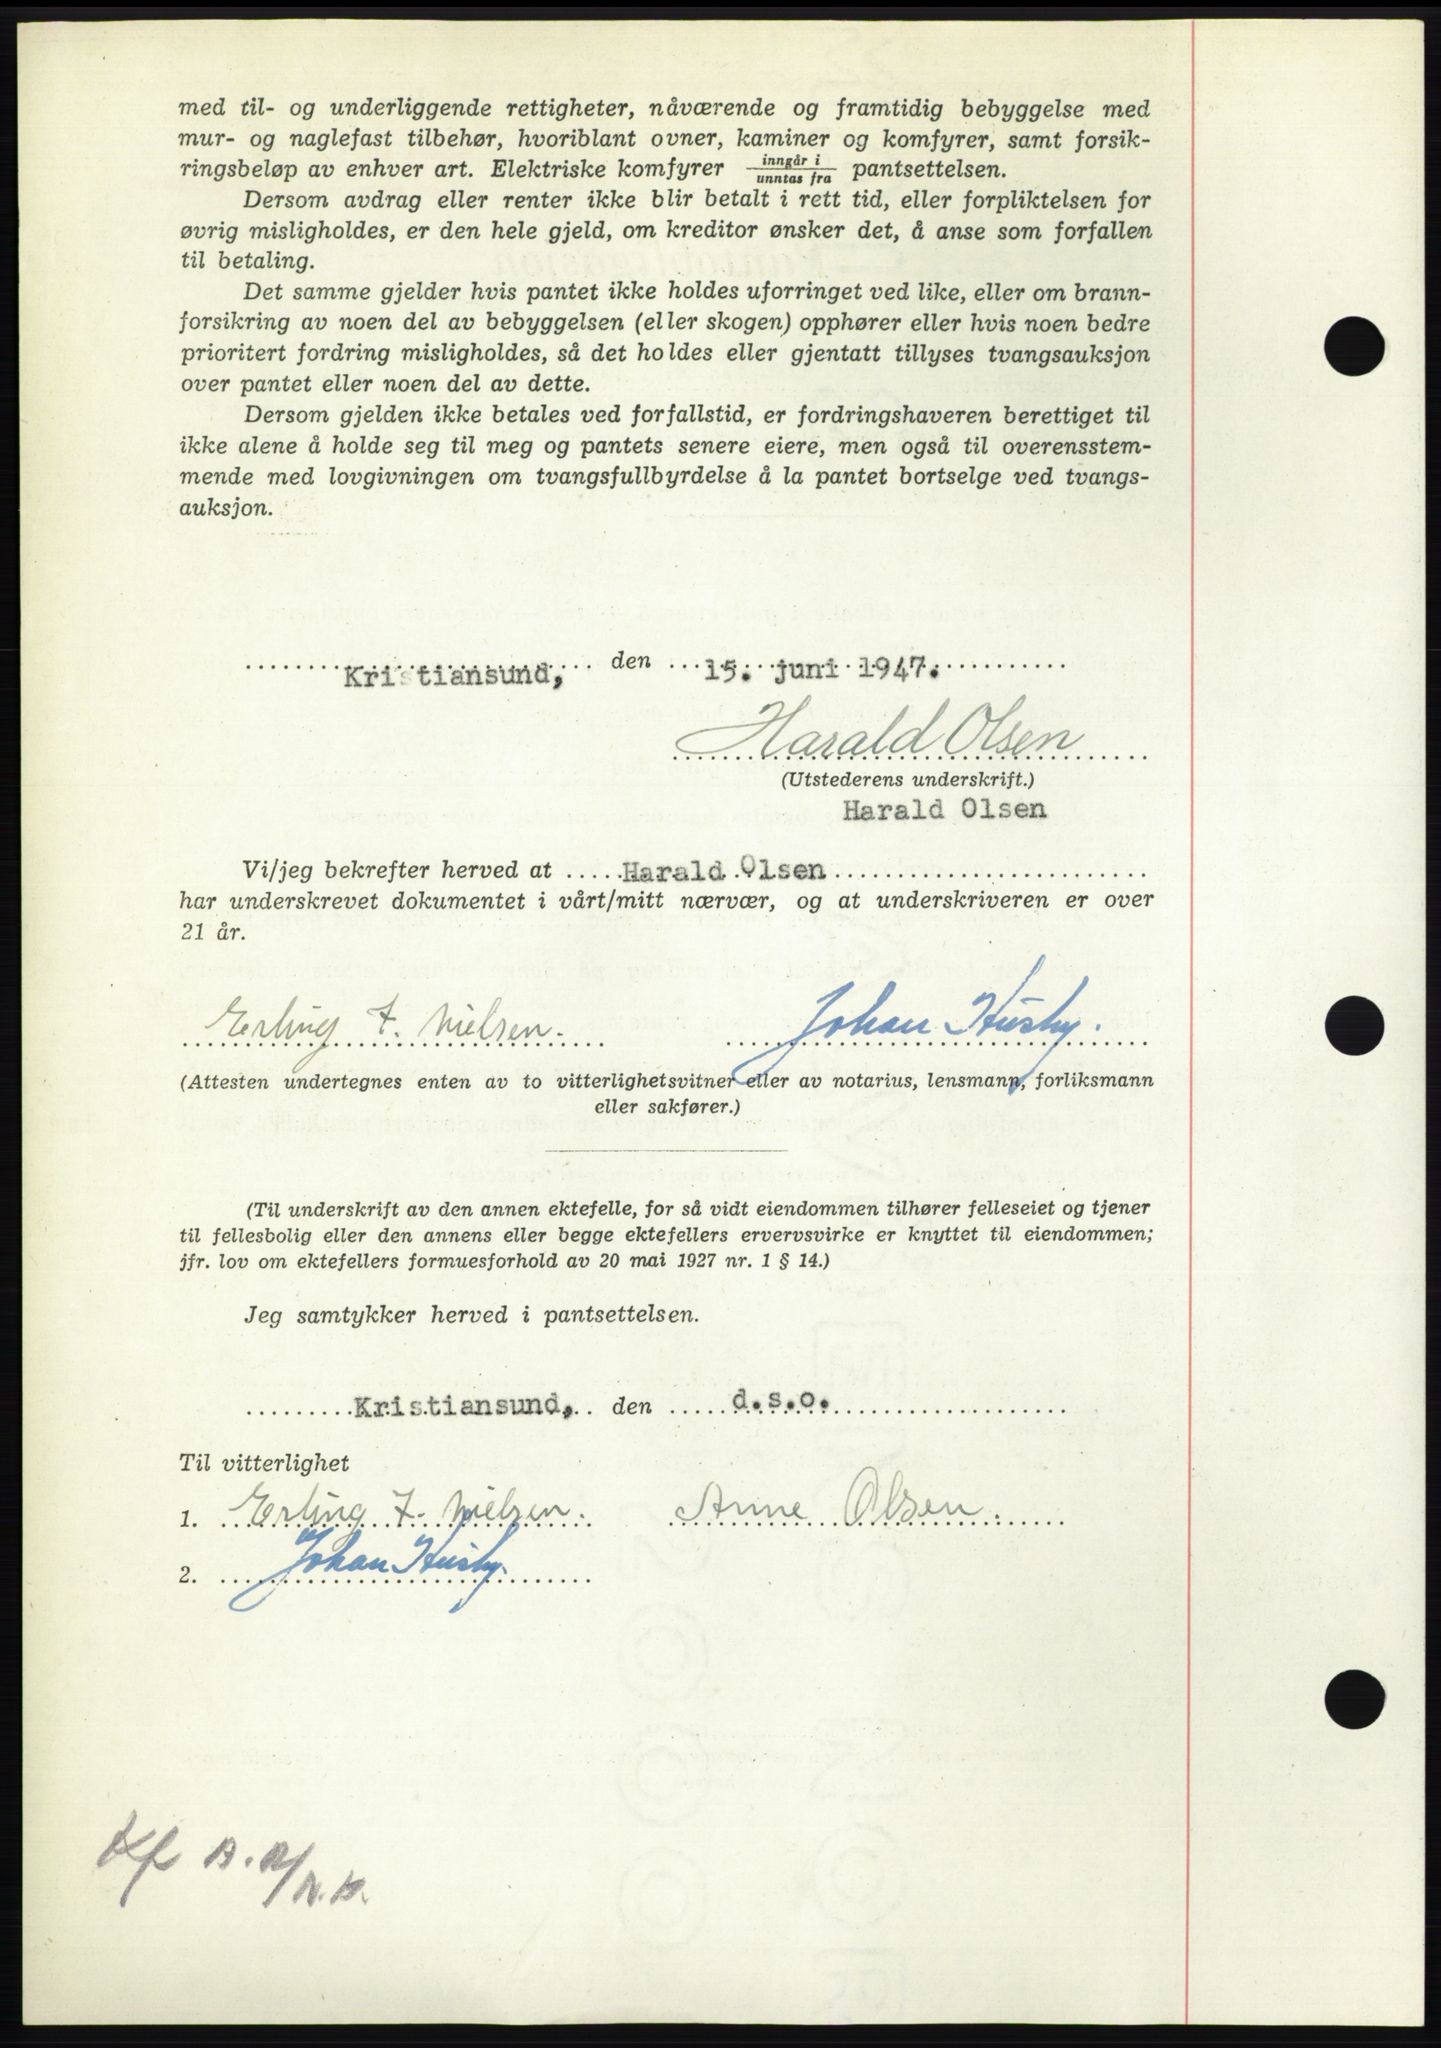 med til- og underliggende rettigheter, nåværende og framtidig bebyggelse med
mur- og naglefast tilbehør, hvoriblant ovner, kaminer og komfyrer, samt forsik-
ringsbeløp av enhver art. Elektriske komfyrer inngår i / unntas fra pantsettelsen.
Dersom avdrag eller renter ikke blir betalt i rett tid, eller forpliktelsen for
øvrig misligholdes, er den hele gjeld, om kreditor ønsker det, å anse som forfallen
til betaling.
Det samme gjelder hvis pantet ikke holdes uforringet ved like, eller om brann-
forsikring av noen del av bebyggelsen (eller skogen) opphører eller hvis noen bedre
prioritert fordring misligholdes, så det holdes eller gjentatt tillyses tvangsauksjon
over pantet eller noen del av dette.
Dersom gjelden ikke betales ved forfallstid, er fordringshaveren berettiget til
ikke alene å holde seg til meg og pantets senere eiere, men også til overensstem-
mende med lovgivningen om tvangsfullbyrdelse å la pantet bortselge ved tvangs-
auksjon.
Kristiansund, den 15. juni 1947.
Harald Olsen
(Utstederens underskrift.)
Harald Olsen
Vi/jeg bekrefter herved at Harald Olsen
har underskrevet dokumentet i vårt/mitt nærvær, og at underskriveren er over
21 år.
Erling F. Nielsen. Johan Husby.
(Attesten undertegnes enten av to vitterlighetsvitner eller av notarius, lensmann, forliksmann
eller sakfører.)
(Til underskrift av den annen ektefelle, for så vidt eiendommen tilhører felleseiet og tjener
til fellesbolig eller den annens eller begge ektefellers ervervsvirke er knyttet til eiendommen;
jfr. lov om ektefellers formuesforhold av 20 mai 1927 nr. 1 § 14.)
Jeg samtykker herved i pantsettelsen.
Kristiansund, den d.s.o.
Til vitterlighet
1. Erling F. Nielsen. Anne Olsen.
2. Johan Husby.